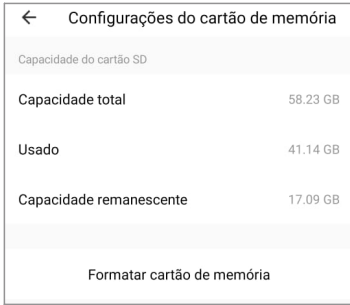 Configurações do cartão de memória
Capacidade do cartão SD
Capacidade total 58.23 GB
Usado 41.14 GB
Capacidade remanescente 17.09 GB
Formatar cartão de memória